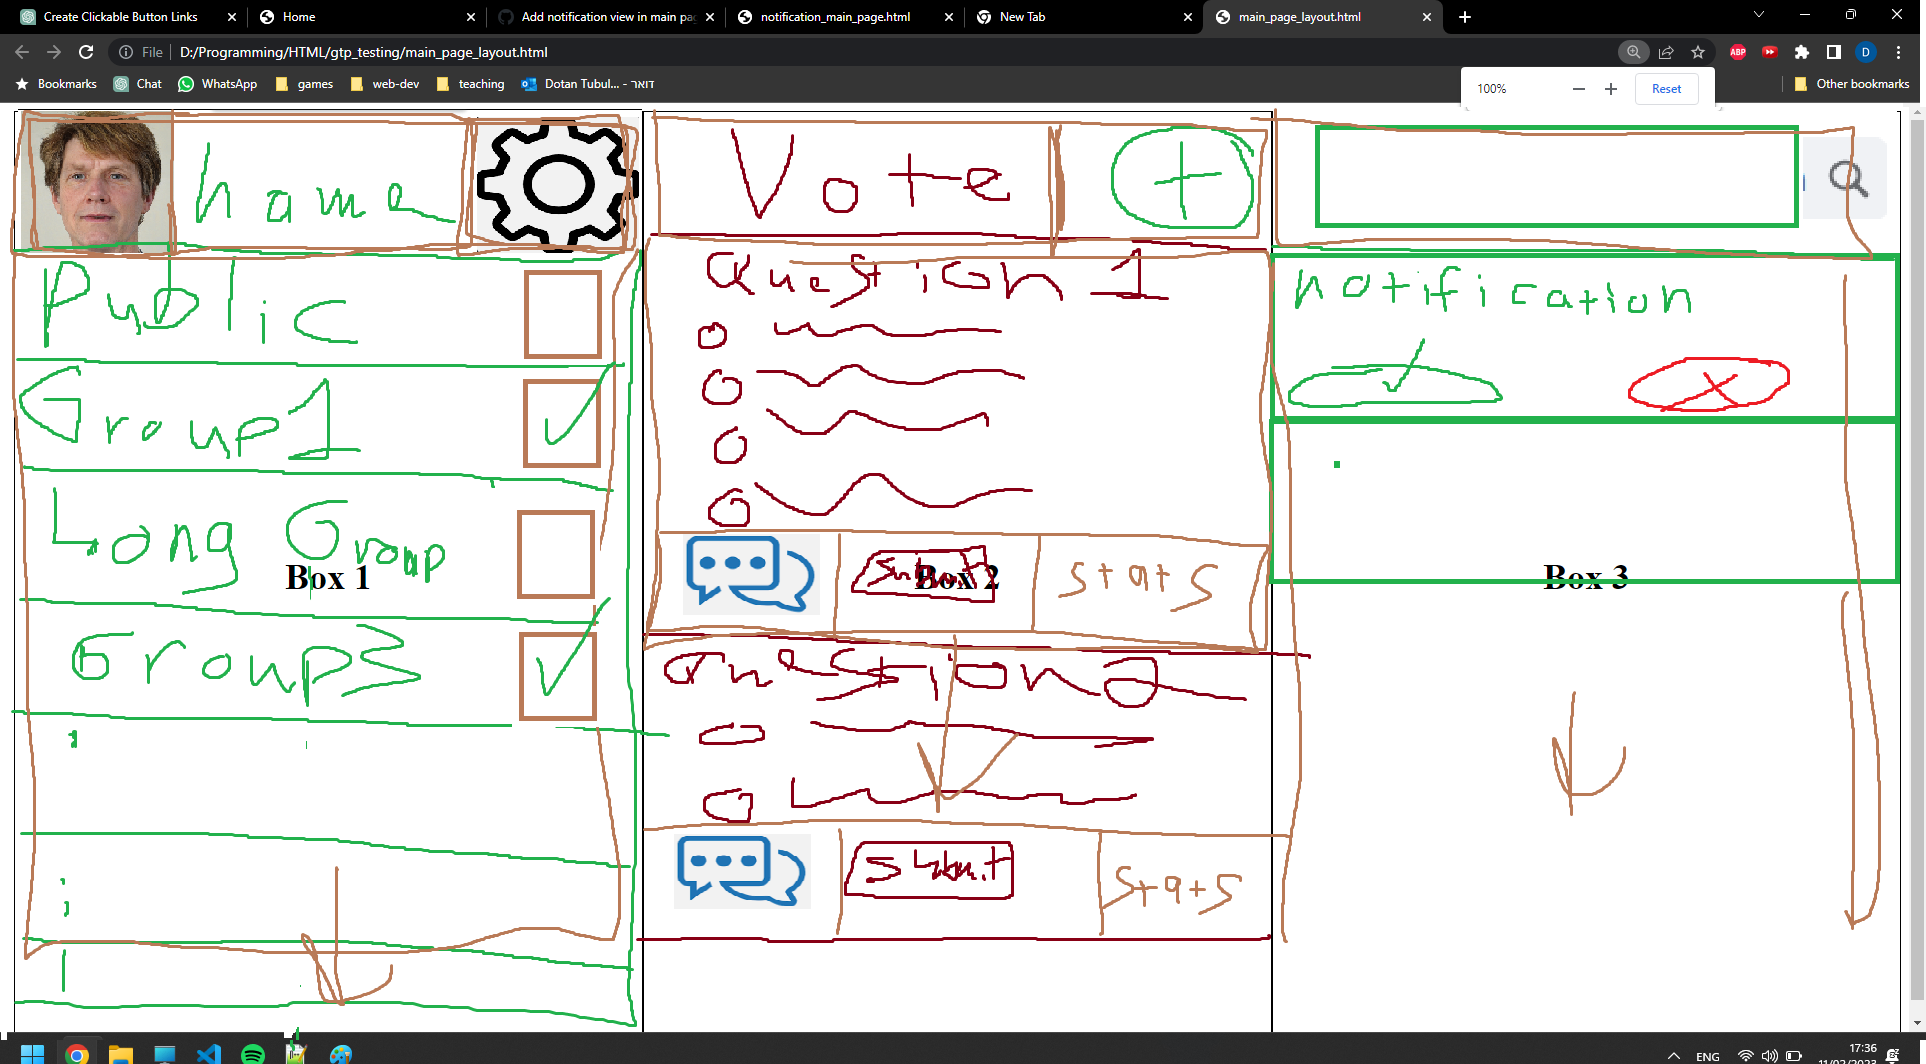 Create Clickable Button Links
Home
Add notification view in main pa
notification_main_page.html
New Tab
main_page_layout.html
File D:/Programming/HTML/gtp_testing/main_page_layout.html
ABP
D
Bookmarks
Chat
WhatsApp
games
web-dev
teaching
Dotan Tubul... - דואר
100%
Reset
Other bookmarks
name
Public
Group1
Long Group
Box 1
Group3
Vote
Question 1
Submit
Box 2
stats
Question 2
Submit
Stats
notification
Box 3
ENG
17:36